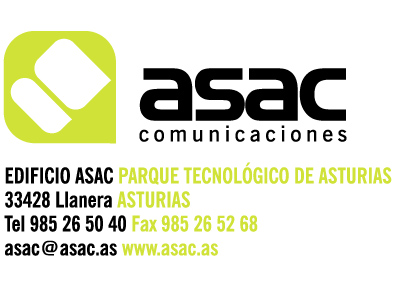 asac
comunicaciones
EDIFICIO ASAC PARQUE TECNOLÓGICO DE ASTURIAS
33428 Llanera ASTURIAS
Tel 985 26 50 40 Fax 985 26 52 68
asac@asac.as www.asac.as